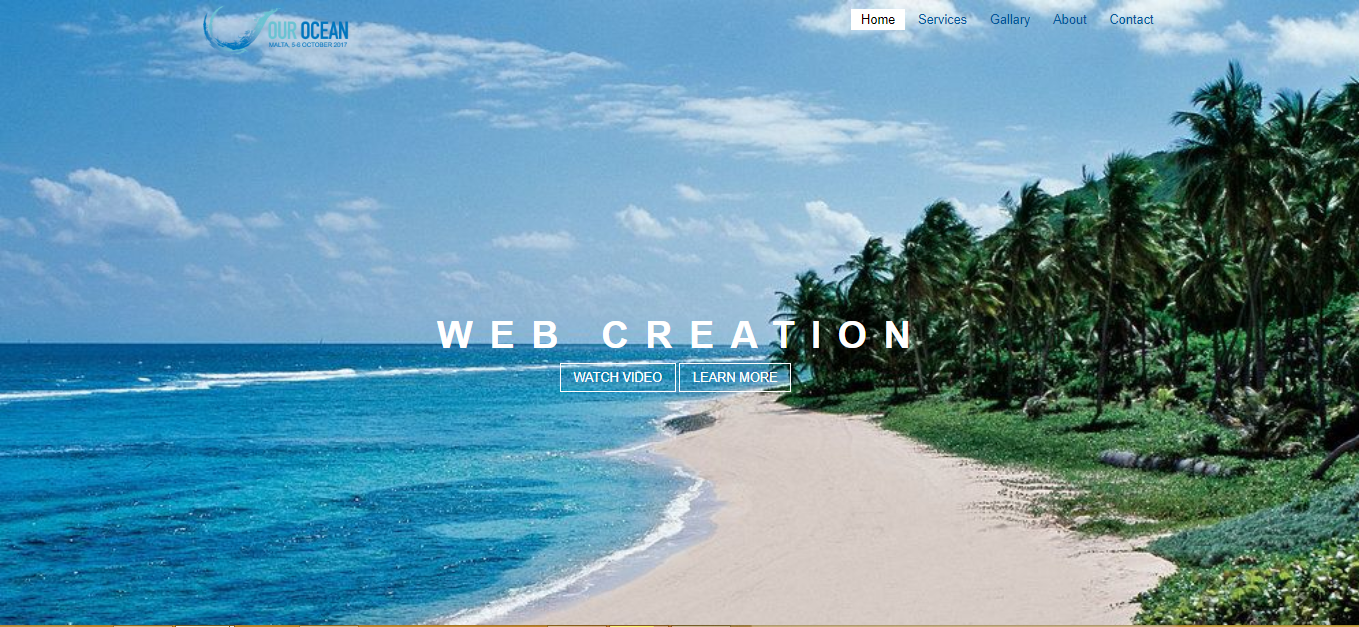 OUR OCEAN
MALTA, 5-6 OCTOBER 2017
Home Services Gallary About Contact
WEB CREATION
WATCH VIDEO LEARN MORE